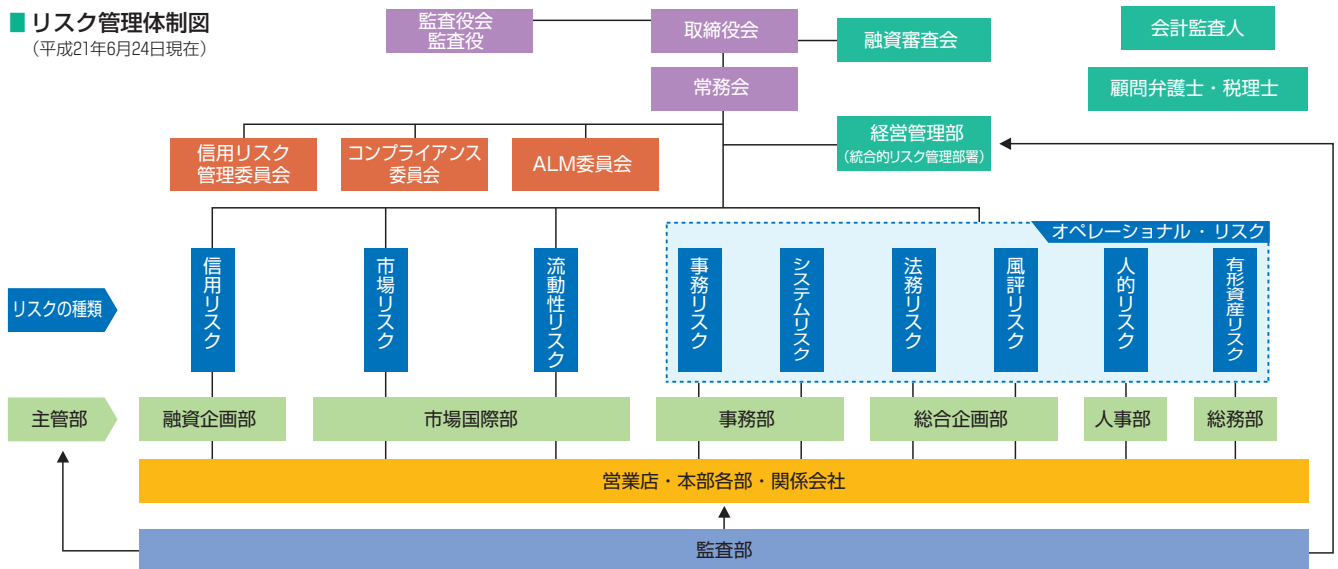 ■ リスク管理体制図
（平成21年6月24日現在）
監査役会
監査役
取締役会
融資審査会
会計監査人
常務会
顧問弁護士・税理士
経営管理部
（統合的リスク管理部署）
信用リスク
管理委員会
コンプライアンス
委員会
ALM委員会
オペレーショナル・リスク
リスクの種類
信用リスク
市場リスク
流動性リスク
事務リスク
システムリスク
法務リスク
風評リスク
人的リスク
有形資産リスク
主管部
融資企画部
市場国際部
事務部
総合企画部
人事部
総務部
営業店・本部各部・関係会社
監査部